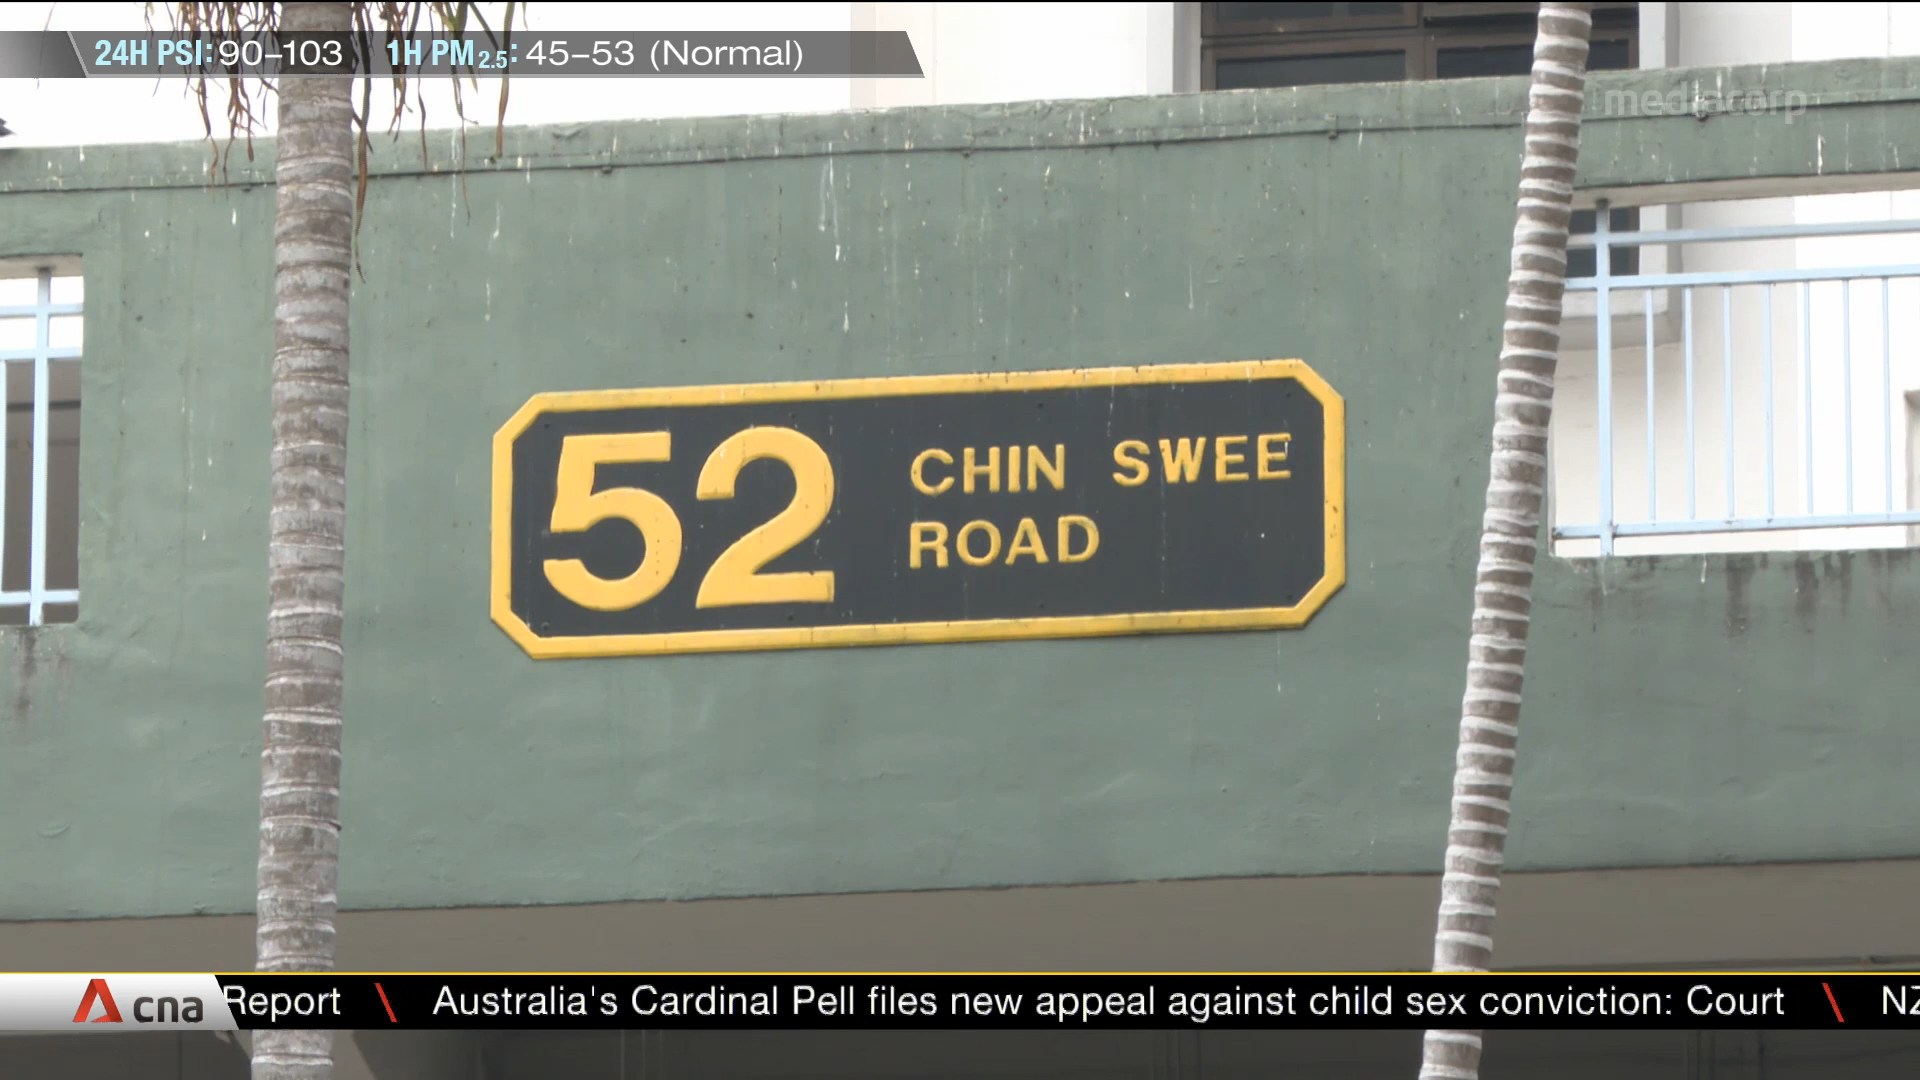 24H PSI: 90–103 1H PM2.5: 45–53 (Normal)
mediacorp
52 CHIN SWEE
ROAD
cna Report \ Australia's Cardinal Pell files new appeal against child sex conviction: Court \ NZ